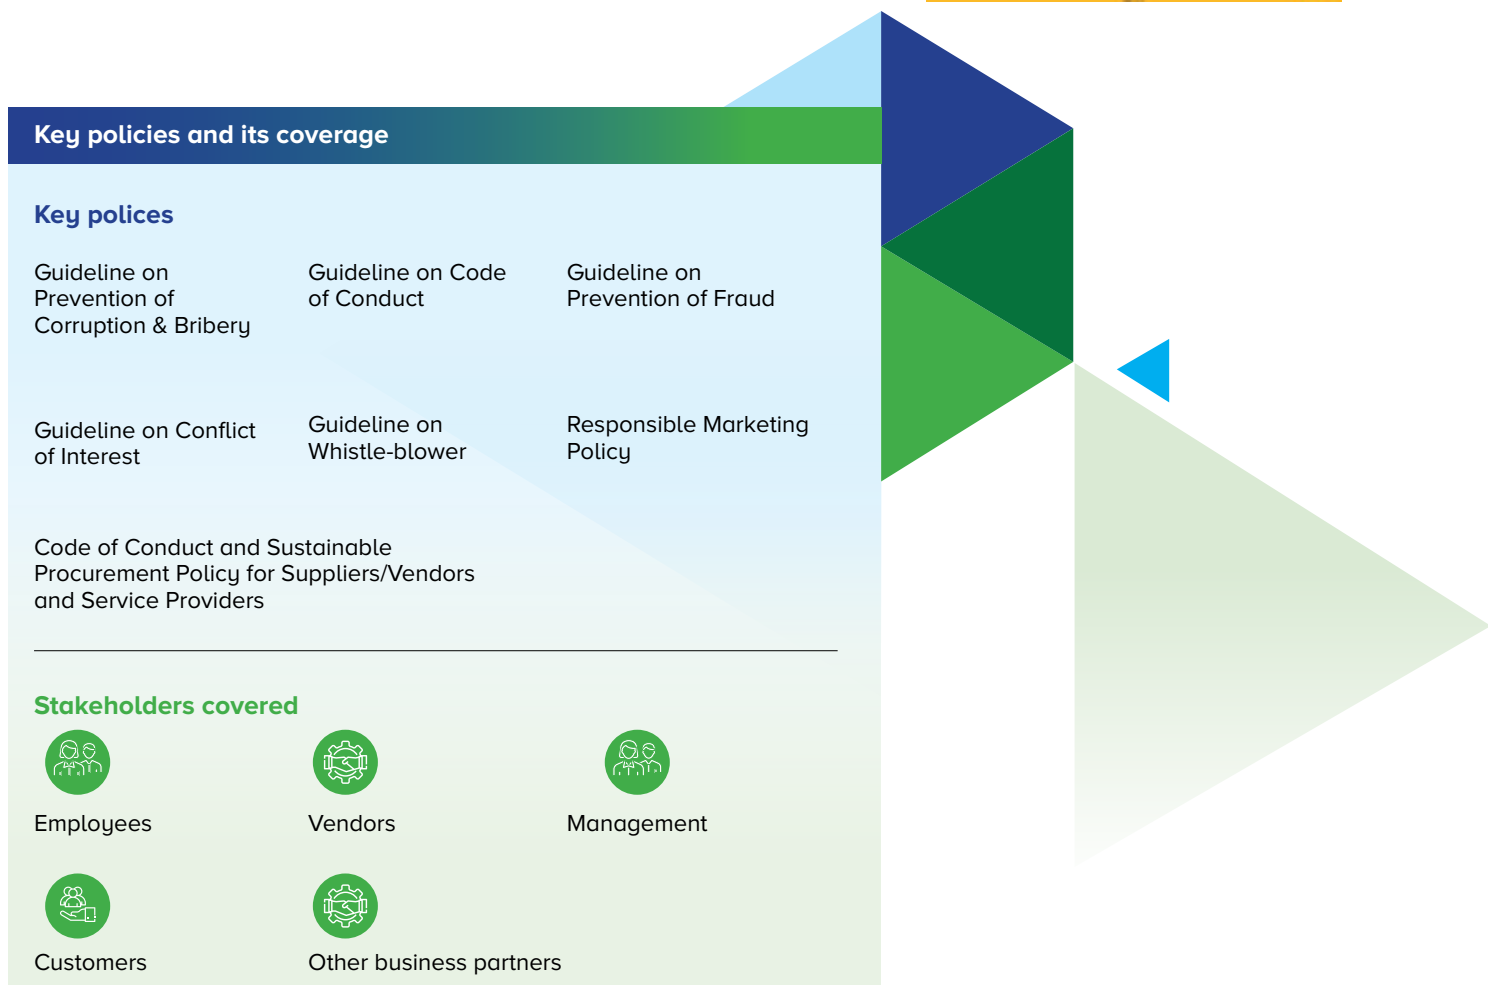 Key policies and its coverage
Key polices
Guideline on
Prevention of
Corruption & Bribery
Guideline on Code
of Conduct
Guideline on
Prevention of Fraud
Guideline on Conflict
of Interest
Guideline on
Whistle-blower
Responsible Marketing
Policy
Code of Conduct and Sustainable
Procurement Policy for Suppliers/Vendors
and Service Providers
Stakeholders covered
Employees
Vendors
Management
Customers
Other business partners